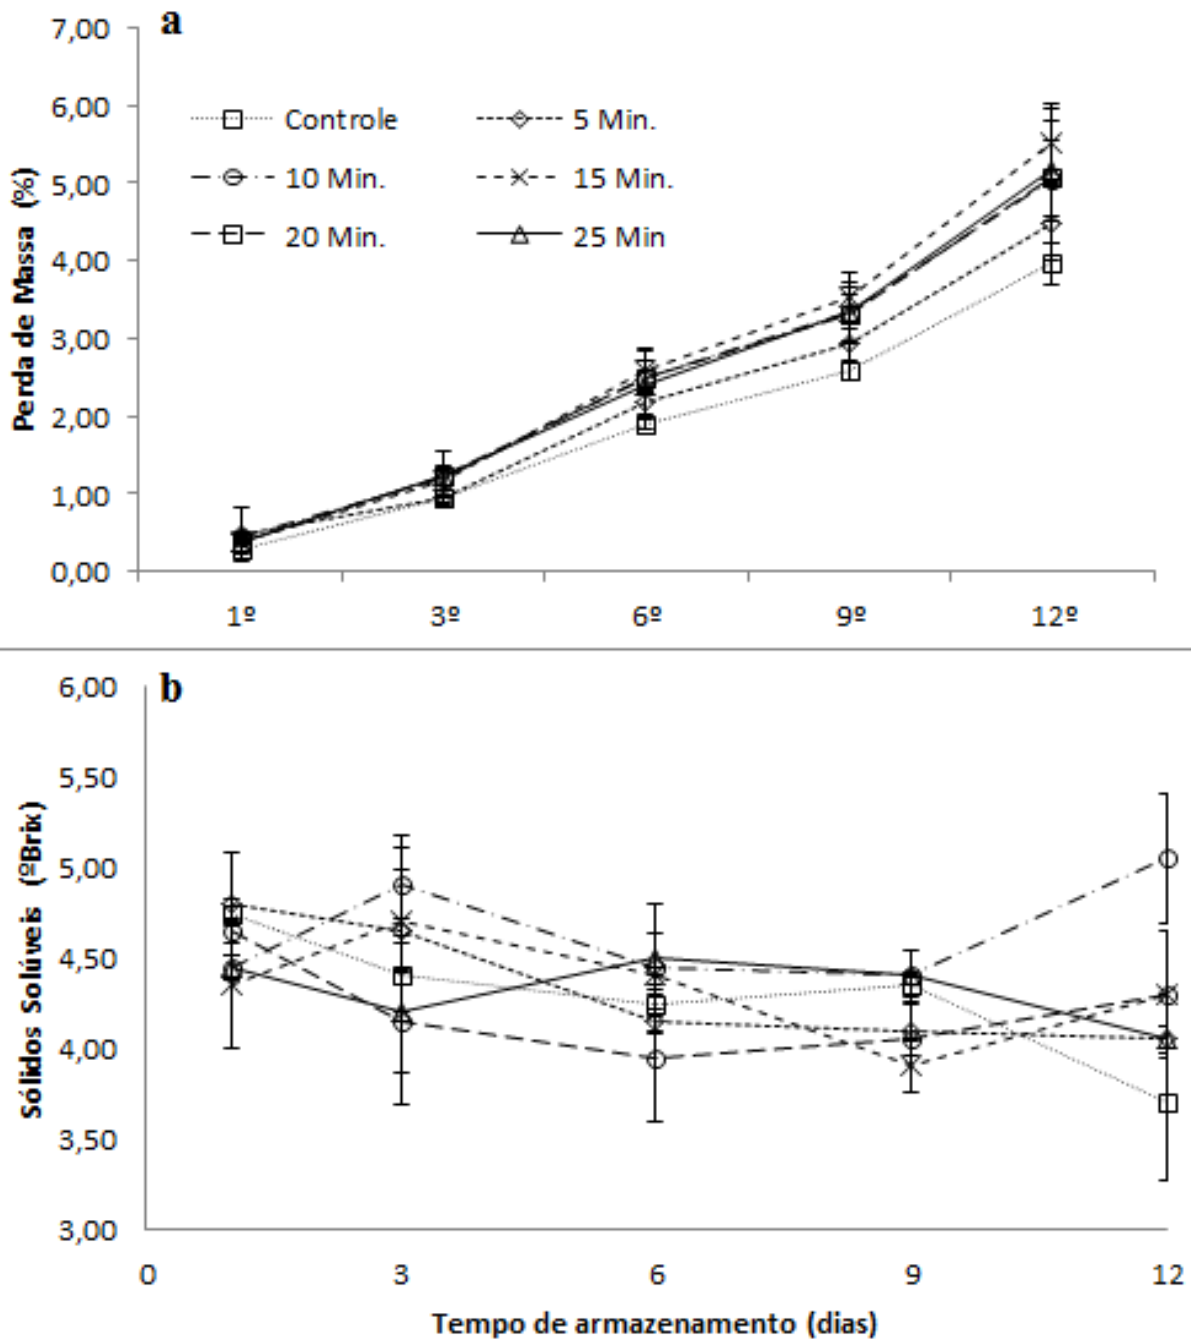 a
7,00
6,00
5,00
4,00
3,00
2,00
1,00
0,00
Perda de Massa (%)
Controle
5 Min.
10 Min.
15 Min.
20 Min.
25 Min
1º
3º
6º
9º
12º
b
6,00
5,50
5,00
4,50
4,00
3,50
3,00
Sólidos Solúveis (ºBrix)
0
3
6
9
12
Tempo de armazenamento (dias)